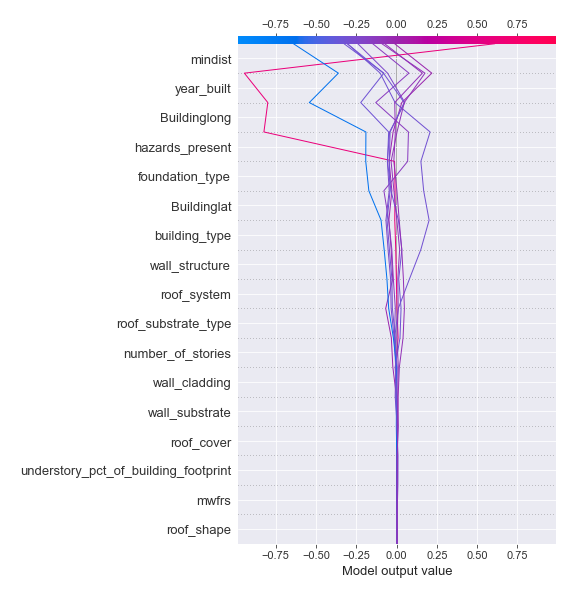 −0.75 −0.50 −0.25 0.00 0.25 0.50 0.75
mindist
year_built
Buildinglong
hazards_present
foundation_type
Buildinglat
building_type
wall_structure
roof_system
roof_substrate_type
number_of_stories
wall_cladding
wall_substrate
roof_cover
understory_pct_of_building_footprint
mwfrs
roof_shape
−0.75 −0.50 −0.25 0.00 0.25 0.50 0.75
Model output value